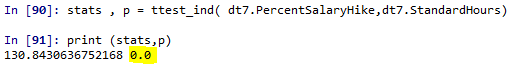 In [90]: stats , p = ttest_ind( dt7.PercentSalaryHike,dt7.StandardHours)
In [91]: print (stats,p)
130.8430636752168 0.0